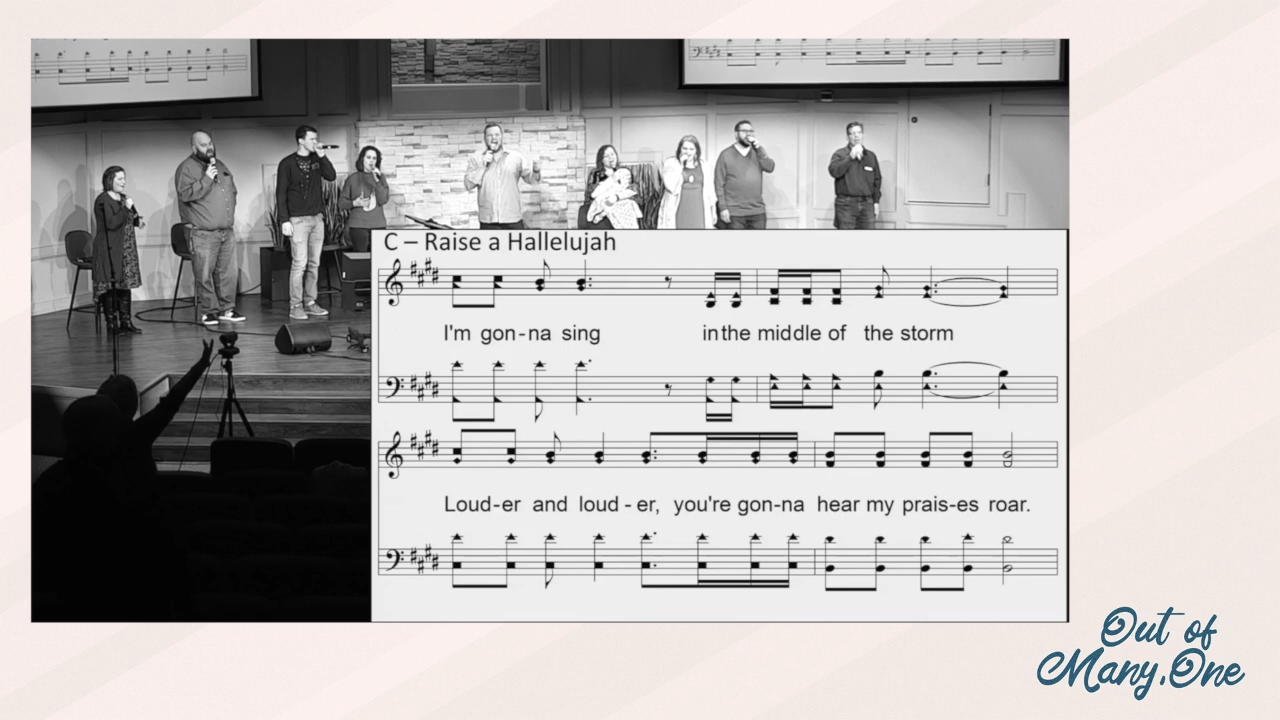 C – Raise a Hallelujah
I'm gon-na sing in the middle of the storm
Loud-er and loud-er, you're gon-na hear my prais-es roar.
Out of
Many, One